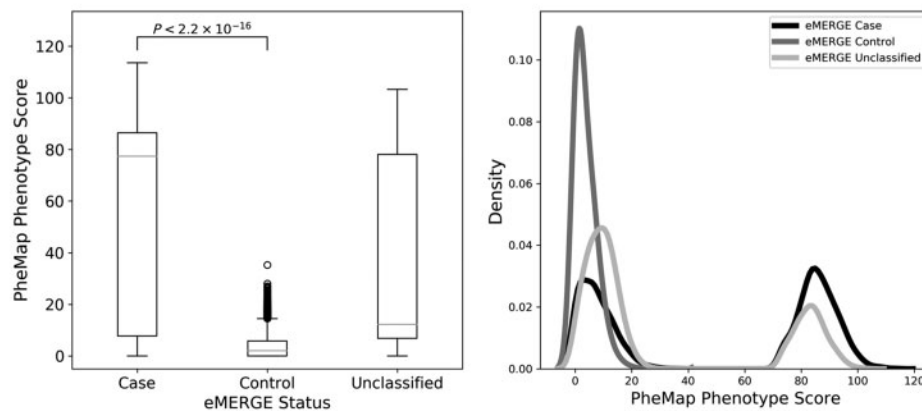 P < 2.2 × 10⁻¹⁶
120
100
80
60
40
20
0
PheMap Phenotype Score
Case
Control
Unclassified
eMERGE Status
eMERGE Case
eMERGE Control
eMERGE Unclassified
0.10
0.08
0.06
0.04
0.02
0.00
Density
0
20
40
60
80
100
120
PheMap Phenotype Score